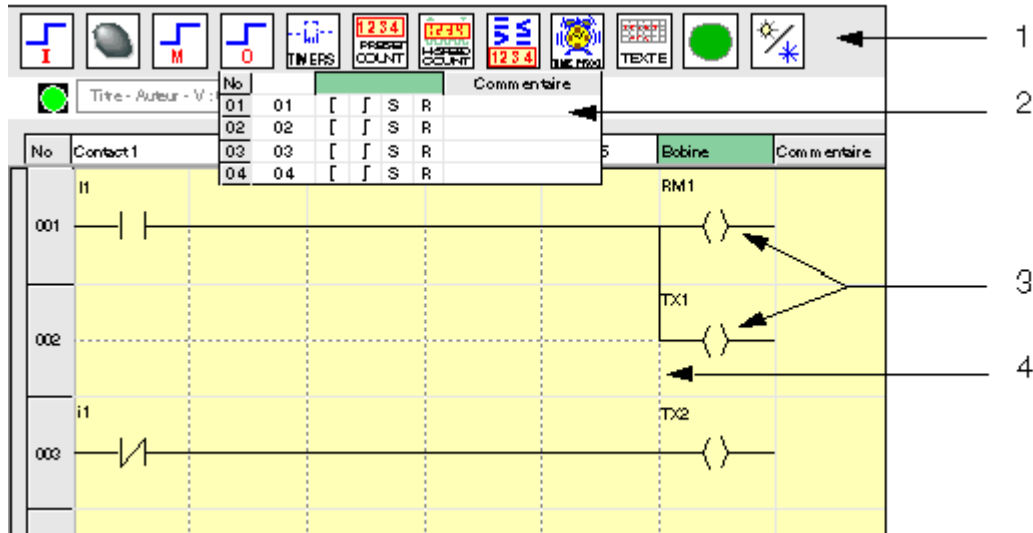 I M O TIMERS 1234 PRESET COUNT 1234 H-SPEED COUNT 1234 TIME PROG TEXTE
1
Titre - Auteur - V :
No Commentaire
01 01 [ ∫ S R
2
02 02 [ ∫ S R
03 03 [ ∫ S R
04 04 [ ∫ S R
No Contact 1 5 Bobine Commentaire
I1 RM1
001
3
TX1
002
4
i1 TX2
003